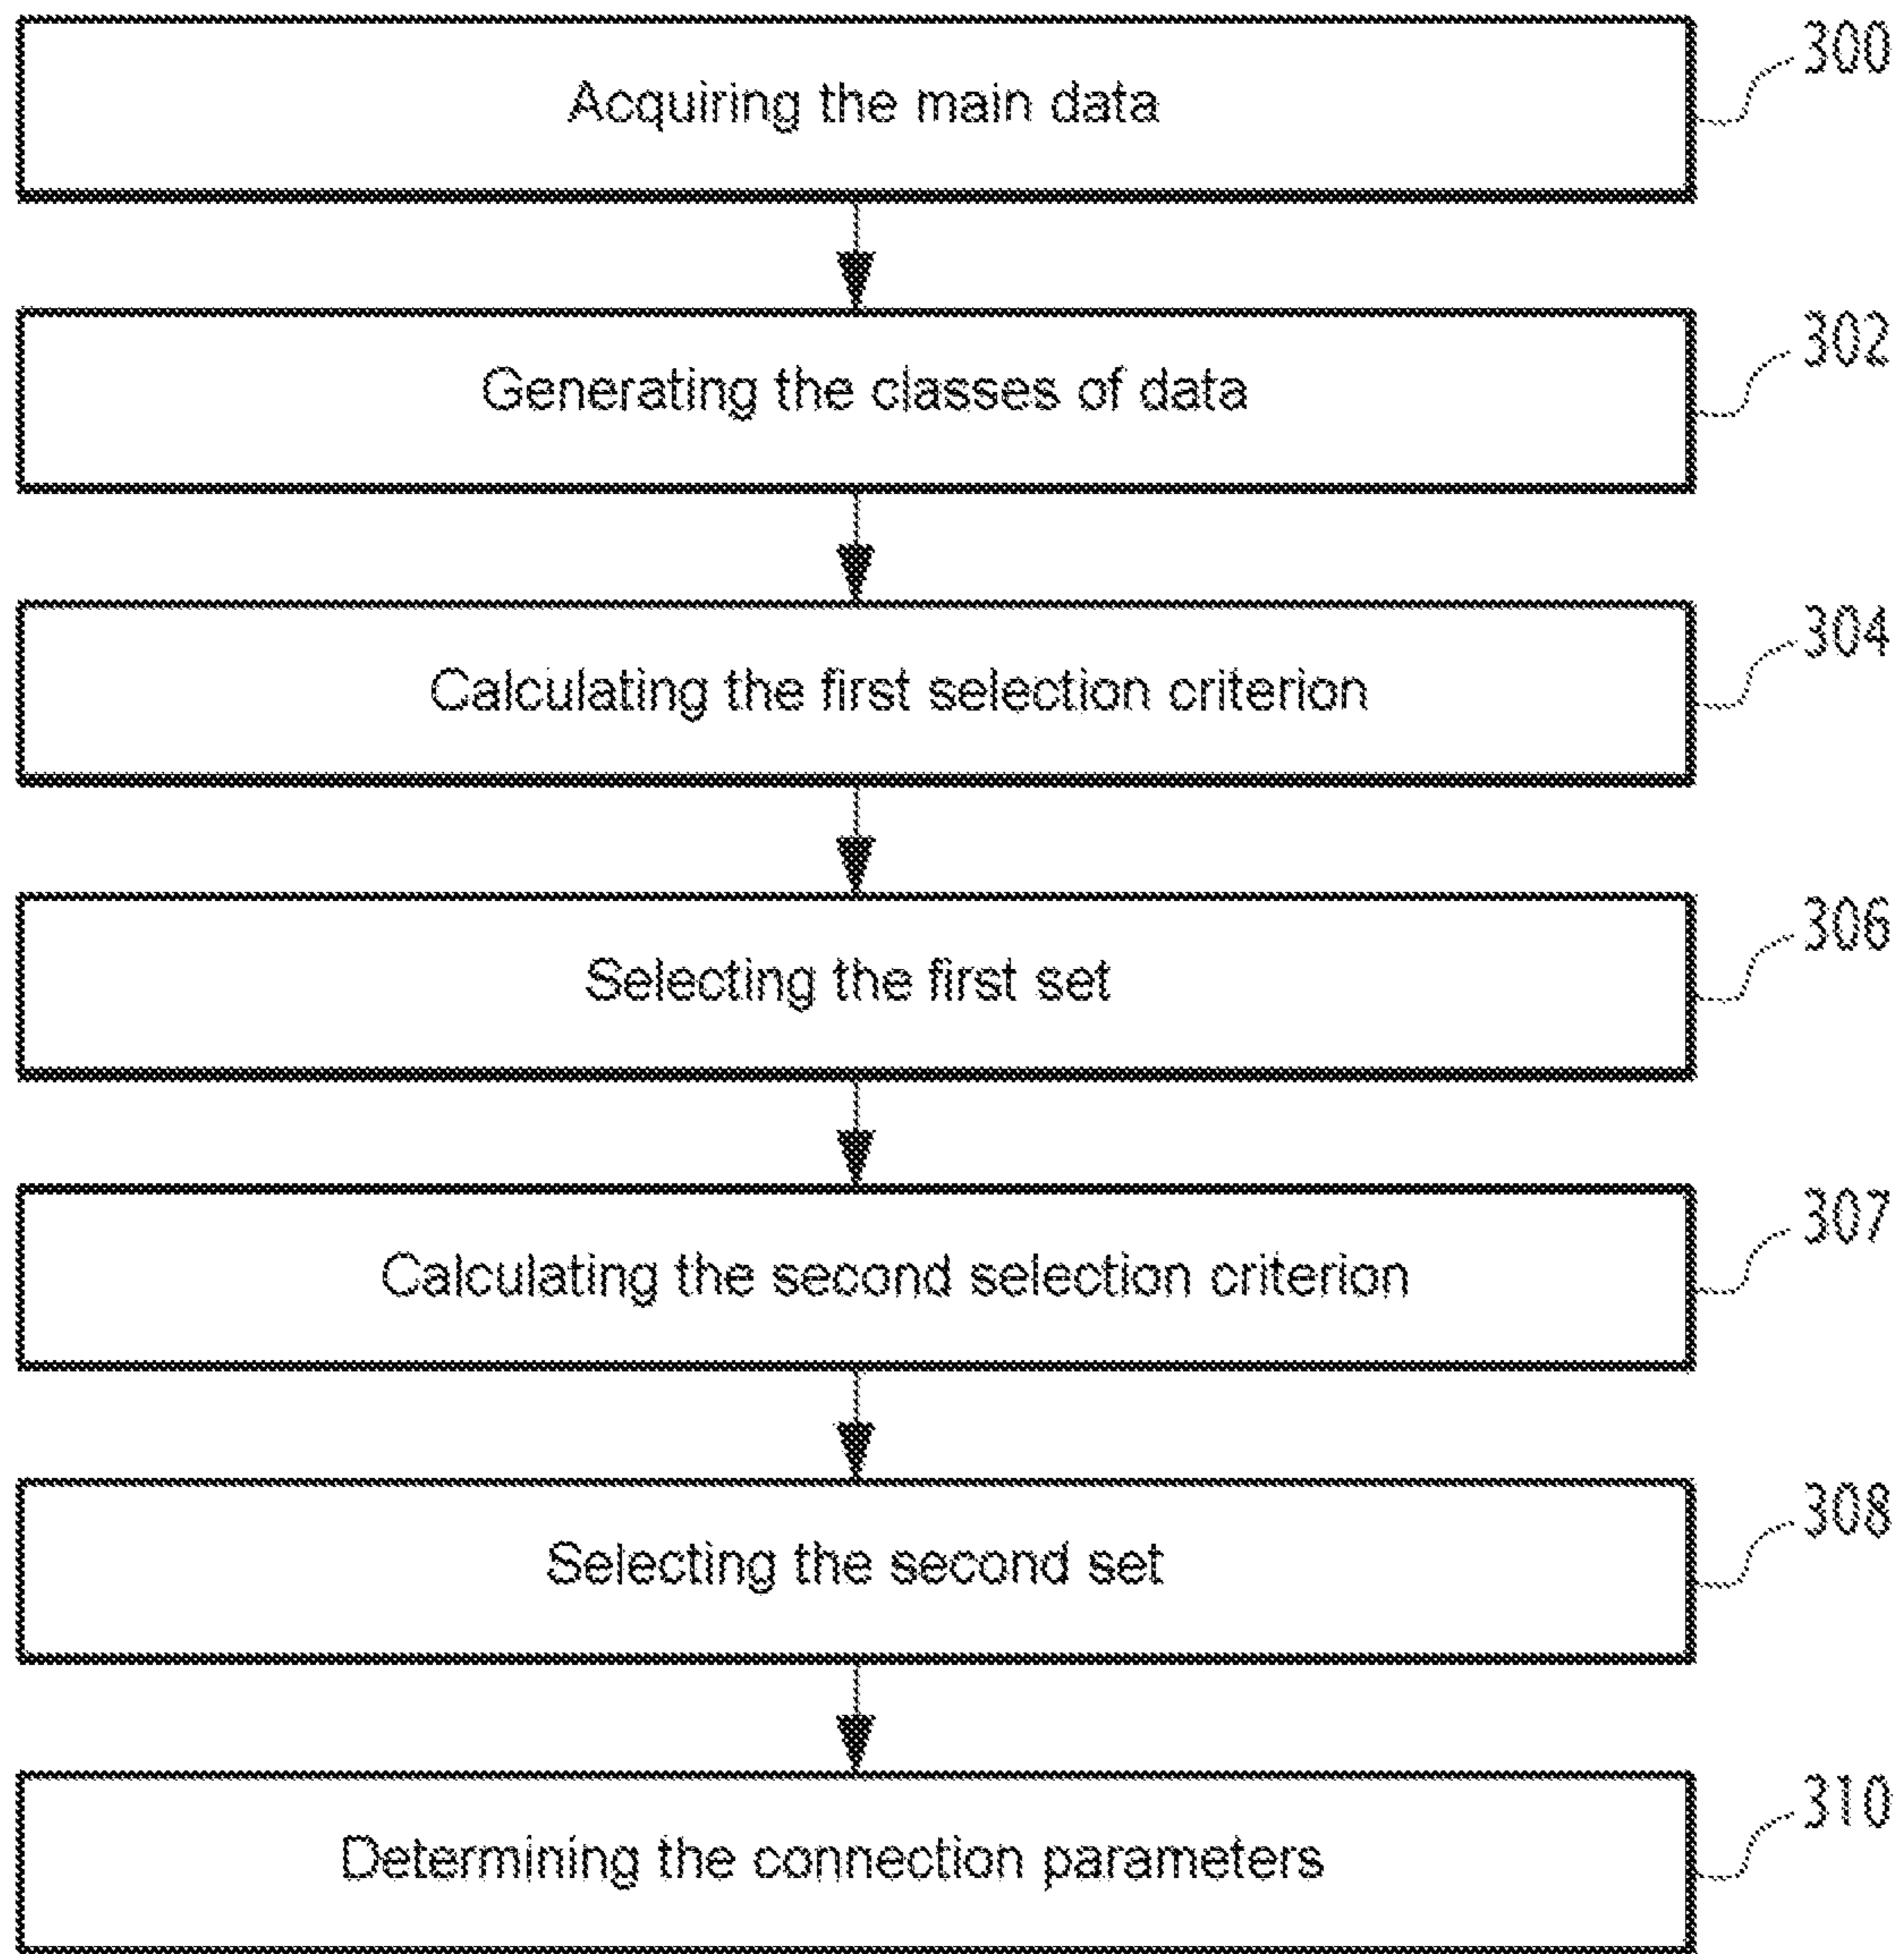 Acquiring the main data
300
Generating the classes of data
302
Calculating the first selection criterion
304
Selecting the first set
306
Calculating the second selection criterion
307
Selecting the second set
308
Determining the connection parameters
310